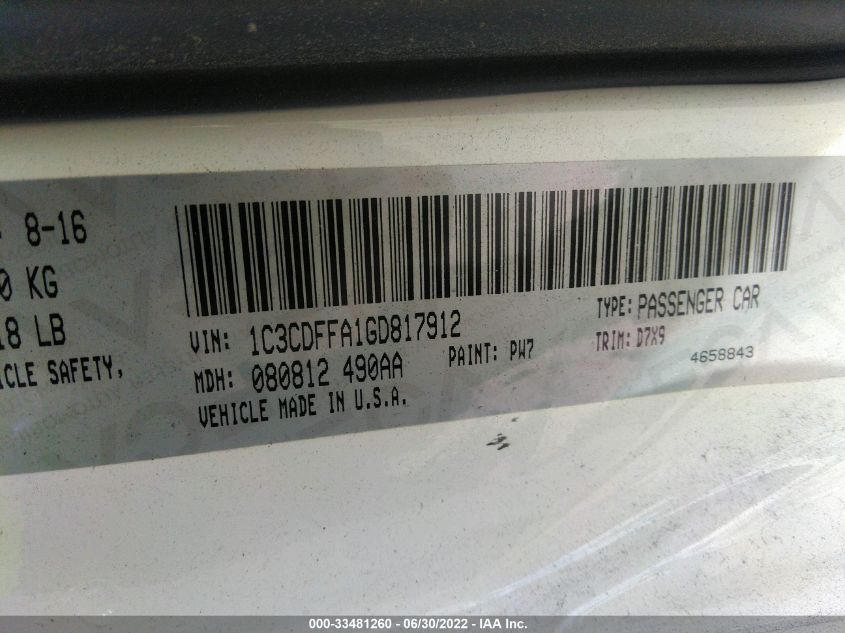 8-16
0 KG
18 LB
ICLE SAFETY,
VIN: 1C3CDFFA1GD817912
TYPE: PASSENGER CAR
MDH: 080812 490AA
PAINT: PW7
TRIM: D7X9
4658843
VEHICLE MADE IN U.S.A.
000-33481260 - 06/30/2022 - IAA Inc.